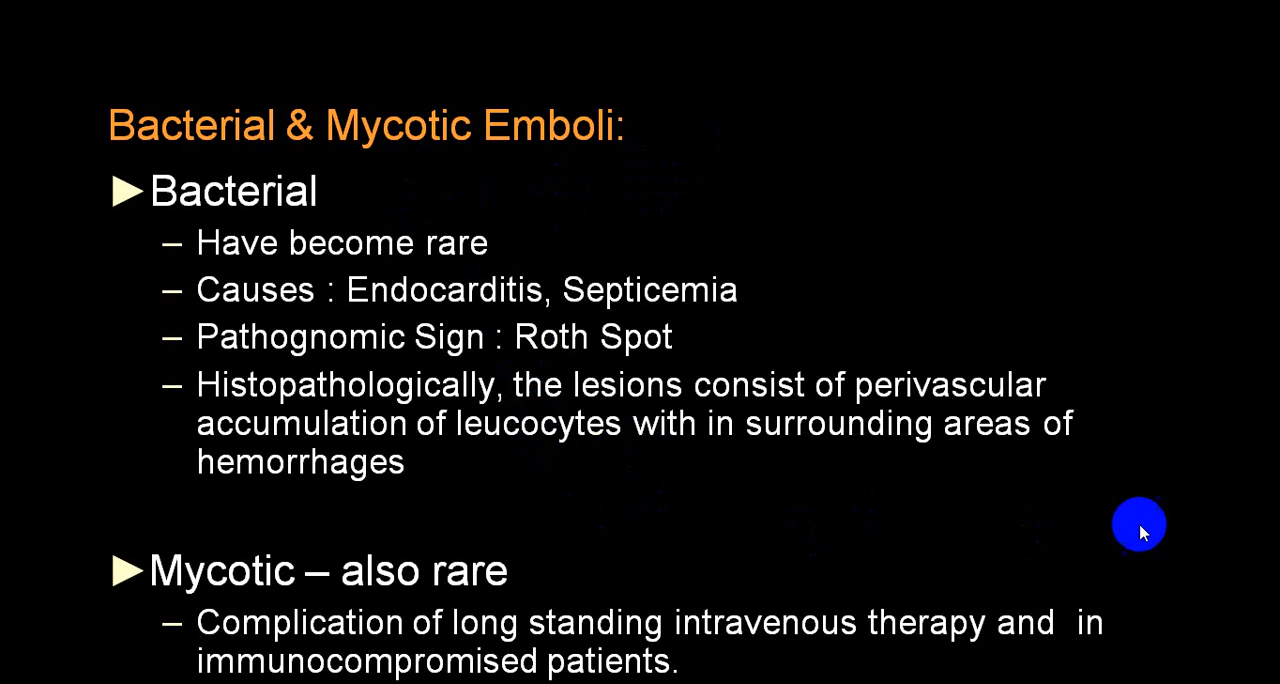 Bacterial & Mycotic Emboli:
►Bacterial
– Have become rare
– Causes : Endocarditis, Septicemia
– Pathognomic Sign : Roth Spot
– Histopathologically, the lesions consist of perivascular
accumulation of leucocytes with in surrounding areas of
hemorrhages
►Mycotic – also rare
– Complication of long standing intravenous therapy and  in
immunocompromised patients.